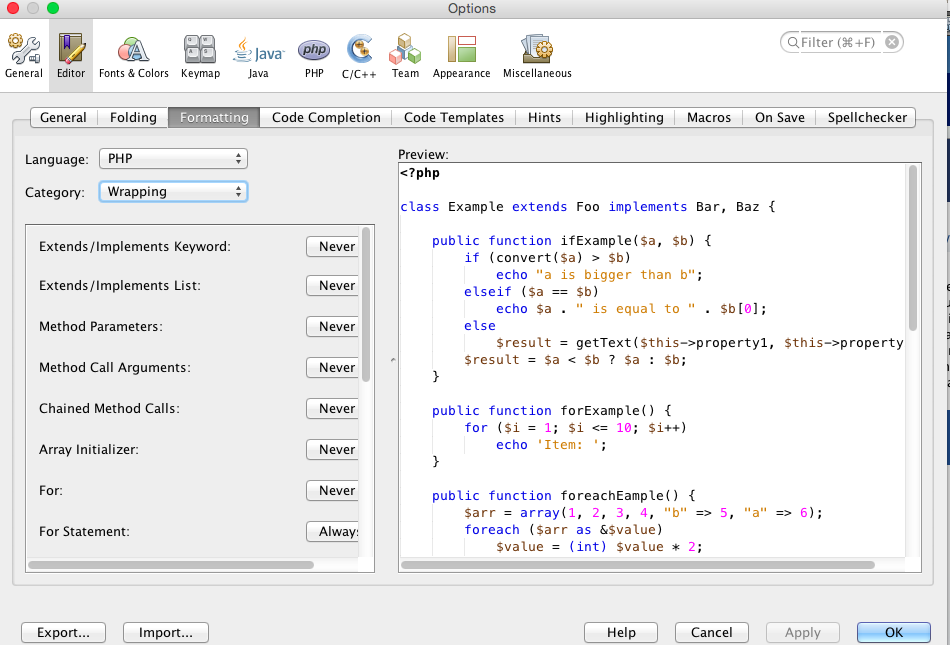 Options
General Editor Fonts & Colors Keymap Java PHP C/C++ Team Appearance Miscellaneous
Java
php
Filter (⌘+F)
General Folding Formatting Code Completion Code Templates Hints Highlighting Macros On Save Spellchecker
Language: PHP
Category: Wrapping
Extends/Implements Keyword: Never
Extends/Implements List: Never
Method Parameters: Never
Method Call Arguments: Never
Chained Method Calls: Never
Array Initializer: Never
For: Never
For Statement: Always
Preview:
<?php
class Example extends Foo implements Bar, Baz {
public function ifExample($a, $b) {
if (convert($a) > $b)
echo "a is bigger than b";
elseif ($a == $b)
echo $a . " is equal to " . $b[0];
else
$result = getText($this->property1, $this->property
$result = $a < $b ? $a : $b;
}
public function forExample() {
for ($i = 1; $i <= 10; $i++)
echo 'Item: ';
}
public function foreachEample() {
$arr = array(1, 2, 3, 4, "b" => 5, "a" => 6);
foreach ($arr as &$value)
$value = (int) $value * 2;
Export... Import... Help Cancel Apply OK